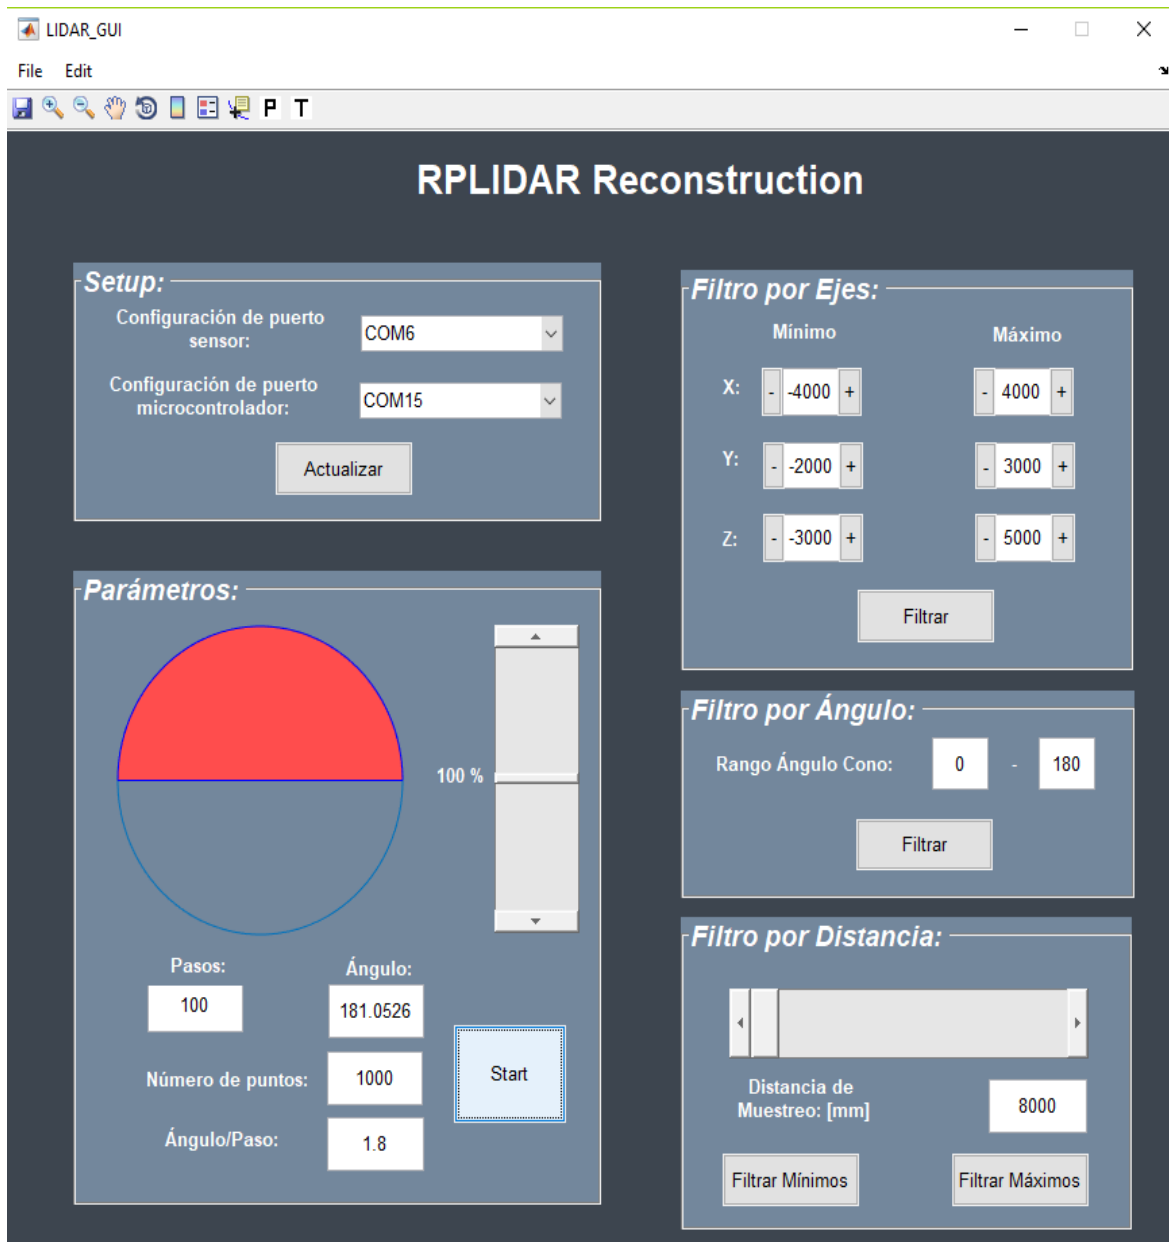 LIDAR_GUI
File Edit
P T
RPLIDAR Reconstruction
Setup:
Configuración de puerto
sensor:
COM6
Configuración de puerto
microcontrolador:
COM15
Actualizar
Parámetros:
100 %
Pasos:
Ángulo:
100
181.0526
Número de puntos:
1000
Start
Ángulo/Paso:
1.8
Filtro por Ejes:
Mínimo
Máximo
X: - -4000 + - 4000 +
Y: - -2000 + - 3000 +
Z: - -3000 + - 5000 +
Filtrar
Filtro por Ángulo:
Rango Ángulo Cono: 0 - 180
Filtrar
Filtro por Distancia:
Distancia de
Muestreo: [mm]
8000
Filtrar Mínimos
Filtrar Máximos